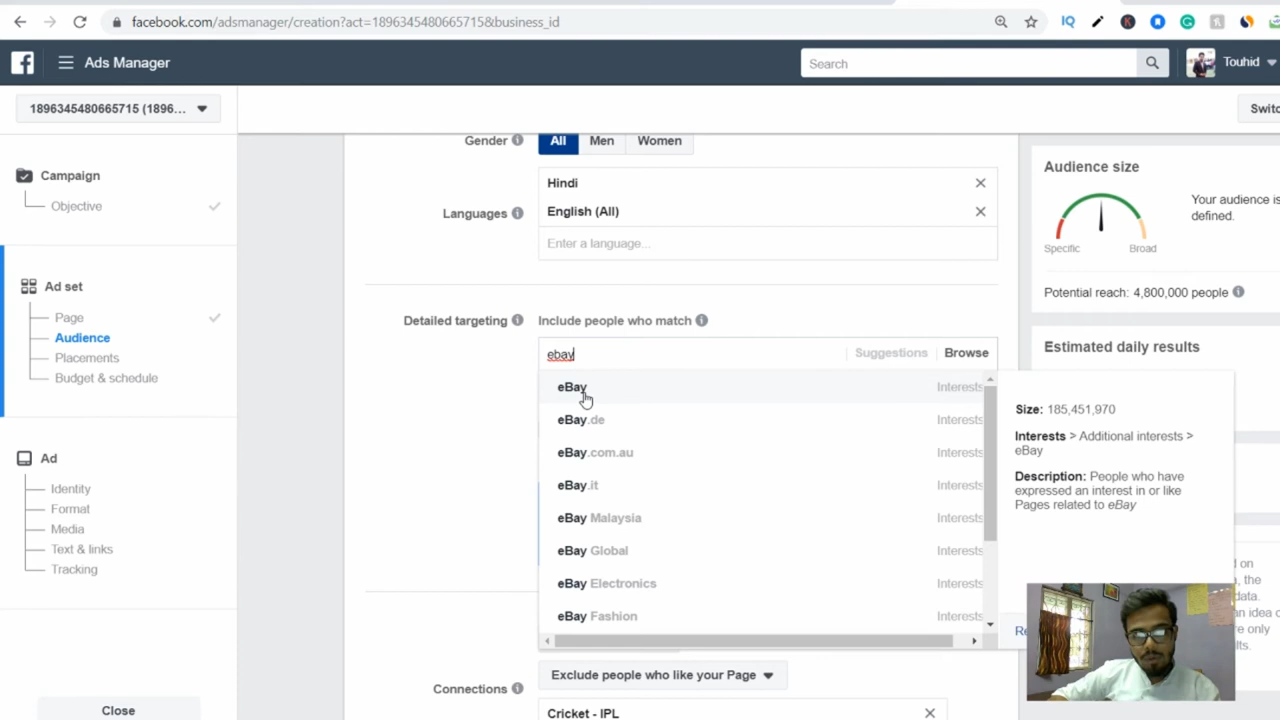 facebook.com/adsmanager/creation?act=1896345480665715&business_id
IQ
Ads Manager
Search
Touhid
1896345480665715 (1896...
Switc
Campaign
Objective
Ad set
Page
Audience
Placements
Budget & schedule
Ad
Identity
Format
Media
Text & links
Tracking
Close
Gender
All
Men
Women
Languages
Hindi
English (All)
Enter a language...
Detailed targeting
Include people who match
ebay
Suggestions
Browse
eBay
Interests
eBay.de
Interests
eBay.com.au
Interests
eBay.it
Interests
eBay Malaysia
Interests
eBay Global
Interests
eBay Electronics
Interests
eBay Fashion
Interests
Connections
Exclude people who like your Page
Cricket - IPL
Audience size
Specific
Broad
Your audience is
defined.
Potential reach: 4,800,000 people
Estimated daily results
Size: 185,451,970
Interests > Additional interests >
eBay
Description: People who have
expressed an interest in or like
Pages related to eBay
Re